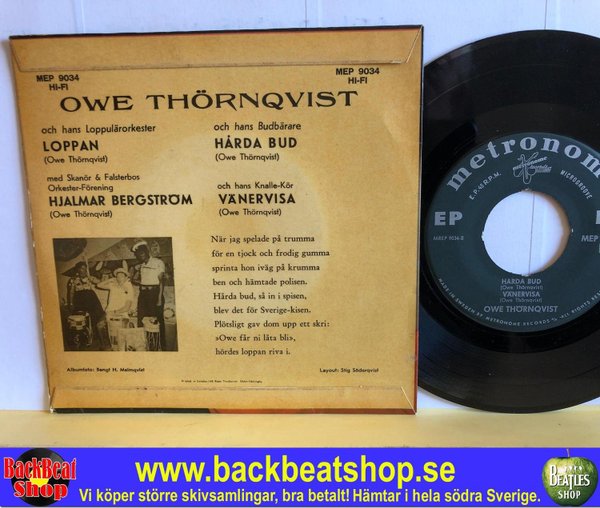 MEP 9034
HI-FI
MEP 9034
HI-FI
OWE THÖRNQVIST
och hans Loppulärorkester
LOPPAN
(Owe Thörnqvist)
med Skanör & Falsterbos
Orkester-Förening
HJALMAR BERGSTRÖM
(Owe Thörnqvist)
och hans Budbärare
HÅRDA BUD
(Owe Thörnqvist)
och hans Knalle-Kör
VÄNERVISA
(Owe Thörnqvist)
När jag spelade på trumma
för en tjock och frodig gumma
sprinta hon iväg på krumma
ben och hämtade polisen.
Hårda bud, så in i spisen,
blev det för Sverige-kisen.
Plötsligt gav dom upp ett skri:
»Owe får ni låta bli»,
hördes loppan riva i.
Albumfoto: Bengt H. Malmqvist
Layout: Stig Söderqvist
metronome
E.P. 45 R.P.M.
MICROGROOVE
EP
MREP 9034-B
MEP
HÅRDA BUD
(Owe Thörnqvist)
VÄNERVISA
(Owe Thörnqvist)
OWE THÖRNQVIST
BackBeat
Shop
www.backbeatshop.se
Vi köper större skivsamlingar, bra betalt! Hämtar i hela södra Sverige.
BEATLES
SHOP